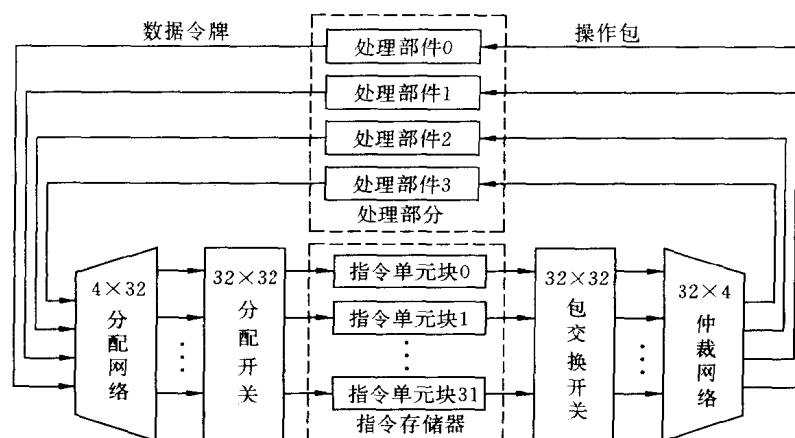 数据令牌
操作包
处理部件0
处理部件1
处理部件2
处理部件3
处理部分
4×32
分配网络
32×32
分配开关
指令单元块0
指令单元块1
指令单元块31
指令存储器
32×32
包交换开关
32×4
仲裁网络